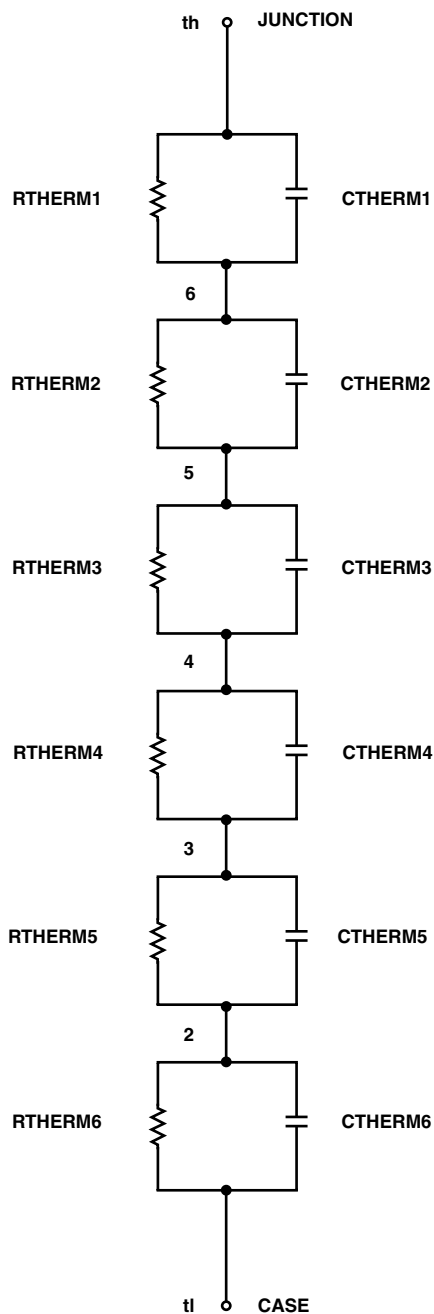 th JUNCTION
RTHERM1 CTHERM1
6
RTHERM2 CTHERM2
5
RTHERM3 CTHERM3
4
RTHERM4 CTHERM4
3
RTHERM5 CTHERM5
2
RTHERM6 CTHERM6
tl CASE